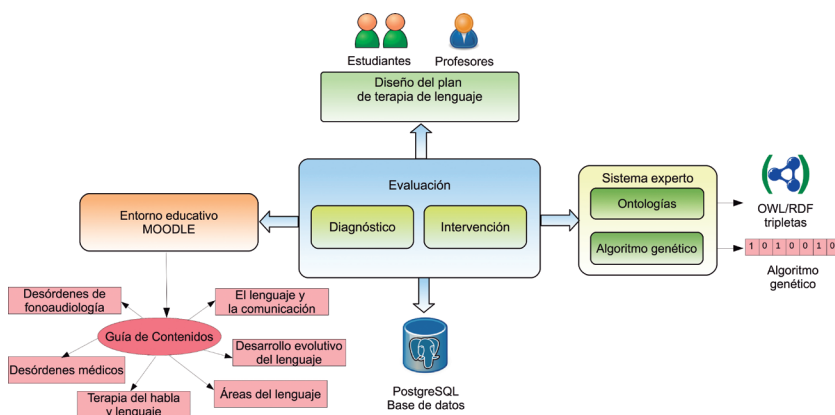 Estudiantes
Profesores
Diseño del plan
de terapia de lenguaje
Evaluación
Diagnóstico
Intervención
Entorno educativo
MOODLE
Sistema experto
Ontologías
Algoritmo genético
OWL/RDF
tripletas
1 0 1 0 0 1 0
Algoritmo
genético
Desórdenes de
fonoaudiología
El lenguaje y
la comunicación
Guía de Contenidos
Desarrollo evolutivo
del lenguaje
Desórdenes médicos
Terapia del habla
y lenguaje
Áreas del lenguaje
PostgreSQL
Base de datos